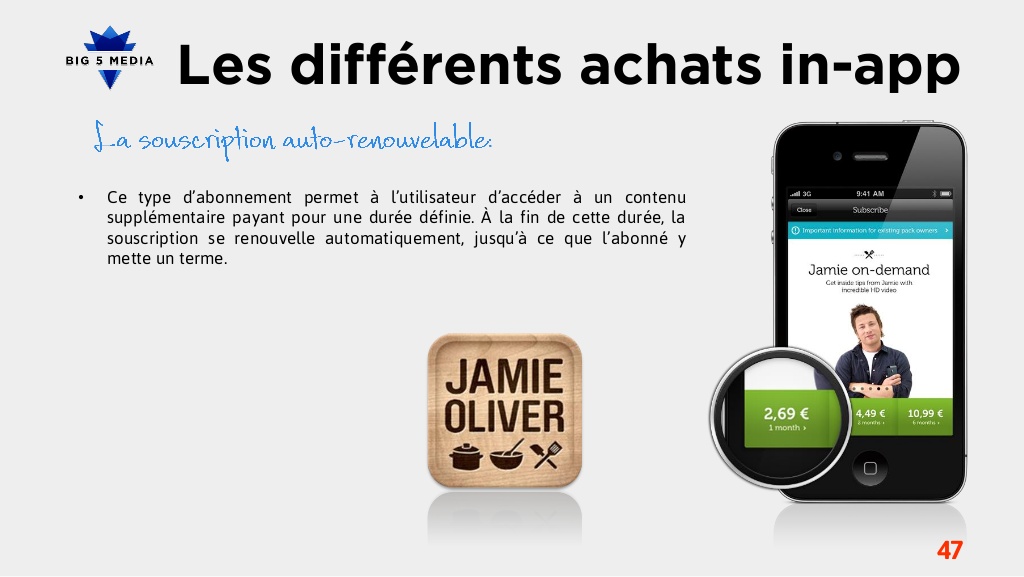 BIG 5 MEDIA
Les différents achats in-app
La souscription auto-renouvelable:
• Ce type d’abonnement permet à l’utilisateur d’accéder à un contenu
supplémentaire payant pour une durée définie. À la fin de cette durée, la
souscription se renouvelle automatiquement, jusqu’à ce que l’abonné y
mette un terme.
JAMIE
OLIVER
3G 9:41 AM
Close Subscribe
Important information for existing pack owners >
Jamie on-demand
Get inside tips from Jamie with
incredible HD video
2,69 € 4,49 € 10,99 €
1 month > 2 months > 6 months >
47